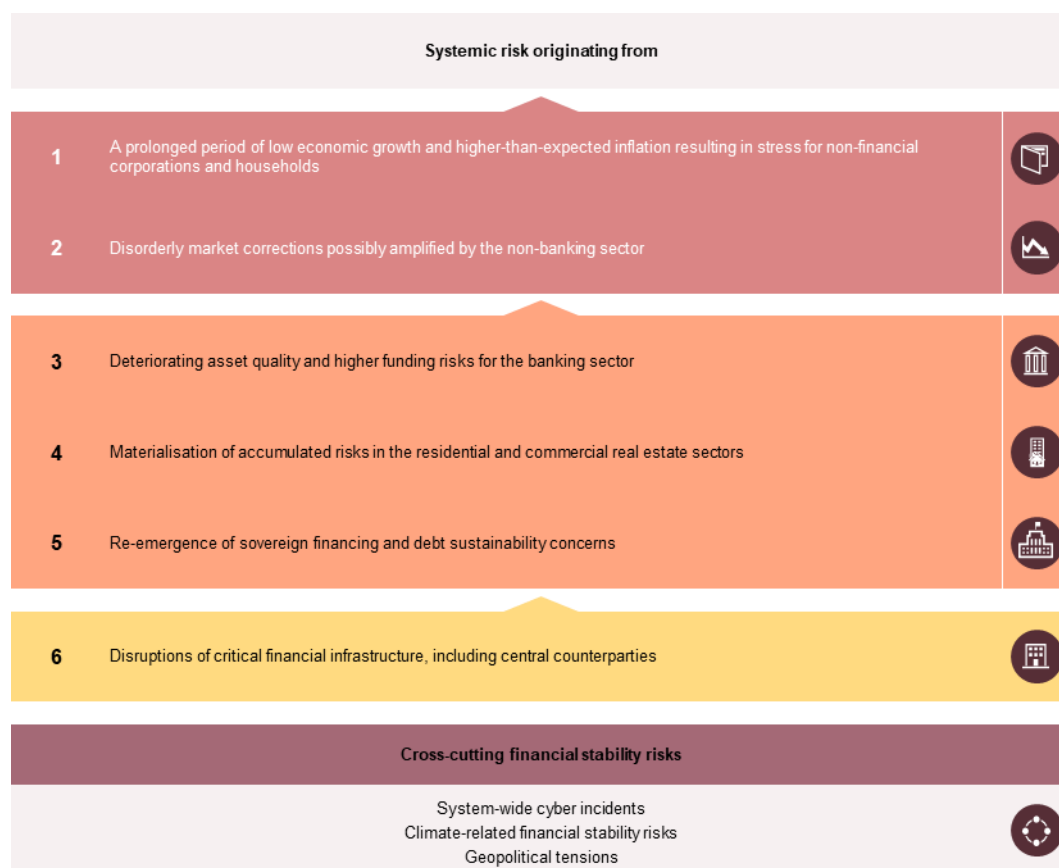 Systemic risk originating from
1
A prolonged period of low economic growth and higher-than-expected inflation resulting in stress for non-financial
corporations and households
2
Disorderly market corrections possibly amplified by the non-banking sector
3
Deteriorating asset quality and higher funding risks for the banking sector
4
Materialisation of accumulated risks in the residential and commercial real estate sectors
5
Re-emergence of sovereign financing and debt sustainability concerns
6
Disruptions of critical financial infrastructure, including central counterparties
Cross-cutting financial stability risks
System-wide cyber incidents
Climate-related financial stability risks
Geopolitical tensions